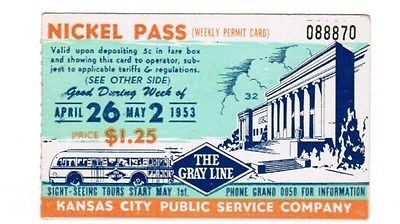 NICKEL PASS (WEEKLY PERMIT CARD) 088870
Valid upon depositing 5c in fare box
and showing this card to operator, sub-
ject to applicable tariffs & regulations.
(SEE OTHER SIDE)
Good During Week of
APRIL 26 MAY 2 1953
PRICE $1.25
32
THE
GRAY LINE
SIGHT-SEEING TOURS START MAY 1st. PHONE GRAND 0050 FOR INFORMATION
KANSAS CITY PUBLIC SERVICE COMPANY